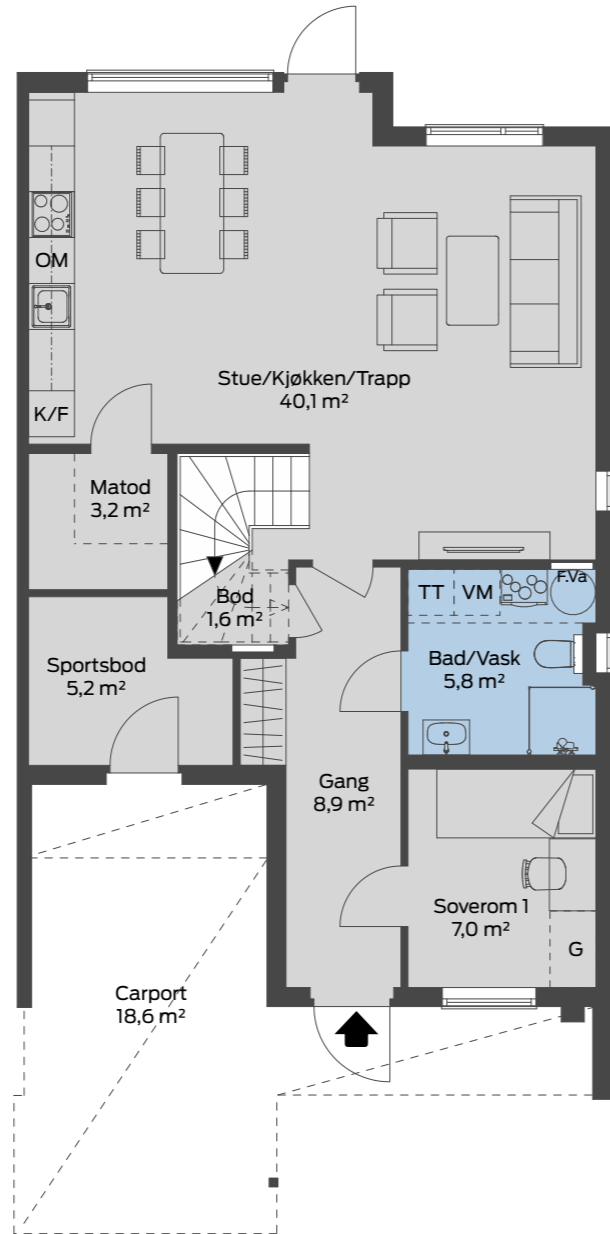 OM
K/F
Stue/Kjøkken/Trapp
40,1 m²
Matod
3,2 m²
Bod
1,6 m²
TT
VM
F.Va
Bad/Vask
5,8 m²
Sportsbod
5,2 m²
Gang
8,9 m²
Soverom 1
7,0 m²
G
Carport
18,6 m²